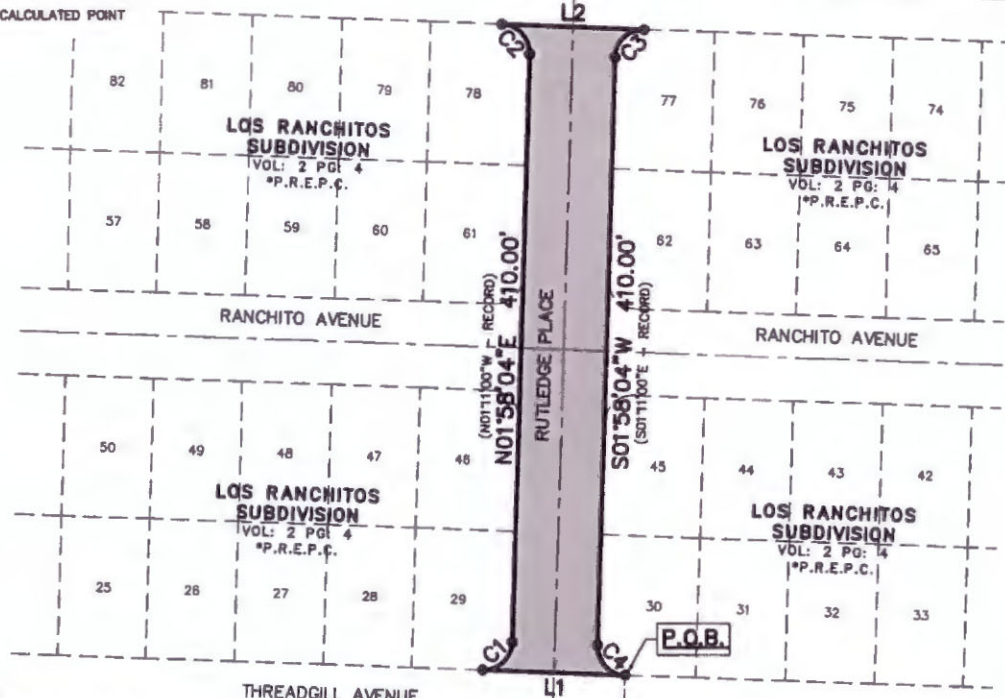 CALCULATED POINT
L2
C2
C3
82
81
80
79
78
77
76
75
74
LOS RANCHITOS
SUBDIVISION
VOL: 2 PG: 4
*P.R.E.P.C.
LOS RANCHITOS
SUBDIVISION
VOL: 2 PG: 4
*P.R.E.P.C.
57
58
59
60
61
62
63
64
65
RANCHITO AVENUE
RANCHITO AVENUE
(N01°11'00"W - RECORD)
N01°58'04"E 410.00'
RUTLEDGE PLACE
S01°58'04"W 410.00'
(S01°11'00"E - RECORD)
50
49
48
47
46
45
44
43
42
LOS RANCHITOS
SUBDIVISION
VOL: 2 PG: 4
*P.R.E.P.C.
LOS RANCHITOS
SUBDIVISION
VOL: 2 PG: 4
*P.R.E.P.C.
25
26
27
28
29
30
31
32
33
C1
C4
P.O.B.
L1
THREADGILL AVENUE